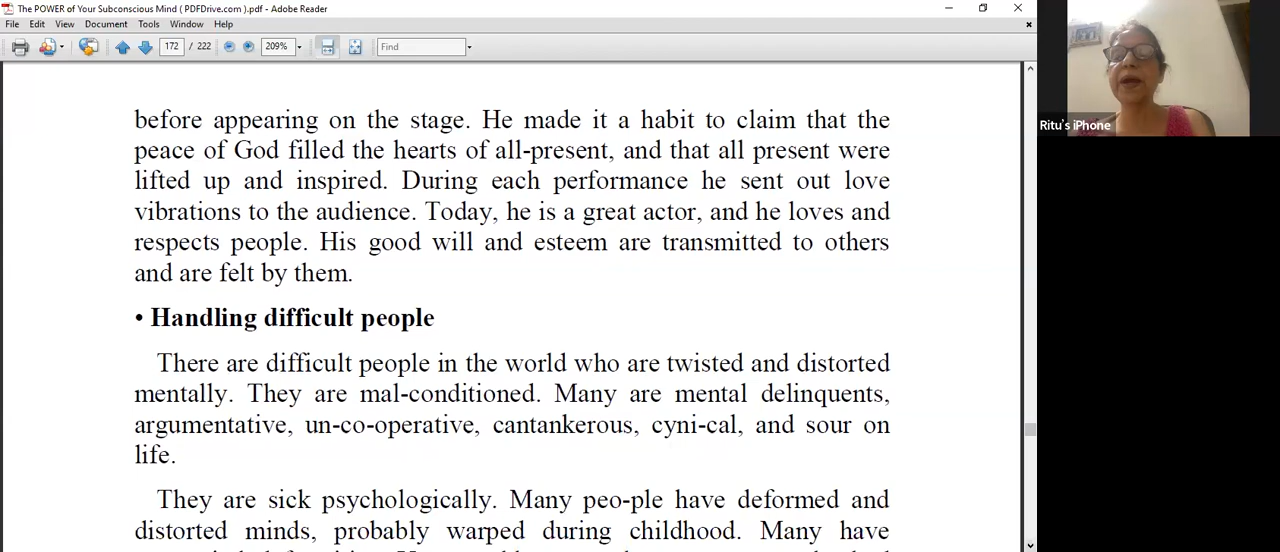 The POWER of Your Subconscious Mind ( PDFDrive.com ).pdf - Adobe Reader
File Edit View Document Tools Window Help
172 / 222 209% Find
before appearing on the stage. He made it a habit to claim that the
peace of God filled the hearts of all-present, and that all present were
lifted up and inspired. During each performance he sent out love
vibrations to the audience. Today, he is a great actor, and he loves and
respects people. His good will and esteem are transmitted to others
and are felt by them.
• Handling difficult people
There are difficult people in the world who are twisted and distorted
mentally. They are mal-conditioned. Many are mental delinquents,
argumentative, un-co-operative, cantankerous, cyni-cal, and sour on
life.
They are sick psychologically. Many peo-ple have deformed and
distorted minds, probably warped during childhood. Many have
Ritu's iPhone